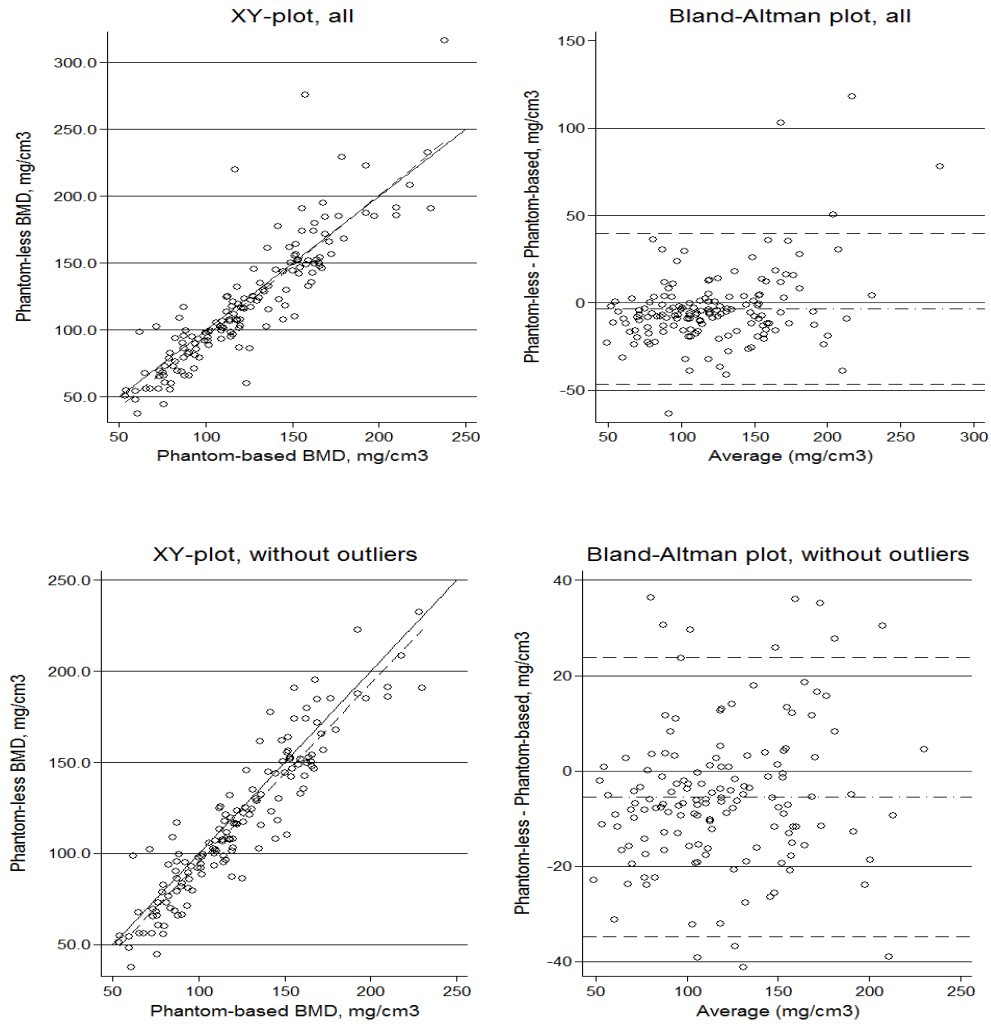 XY-plot, all
Phantom-less BMD, mg/cm3
300.0
250.0
200.0
150.0
100.0
50.0
50 100 150 200 250
Phantom-based BMD, mg/cm3
Bland-Altman plot, all
Phantom-less - Phantom-based, mg/cm3
150
100
50
0
-50
50 100 150 200 250 300
Average (mg/cm3)
XY-plot, without outliers
Phantom-less BMD, mg/cm3
250.0
200.0
150.0
100.0
50.0
50 100 150 200 250
Phantom-based BMD, mg/cm3
Bland-Altman plot, without outliers
Phantom-less - Phantom-based, mg/cm3
40
20
0
-20
-40
50 100 150 200 250
Average (mg/cm3)